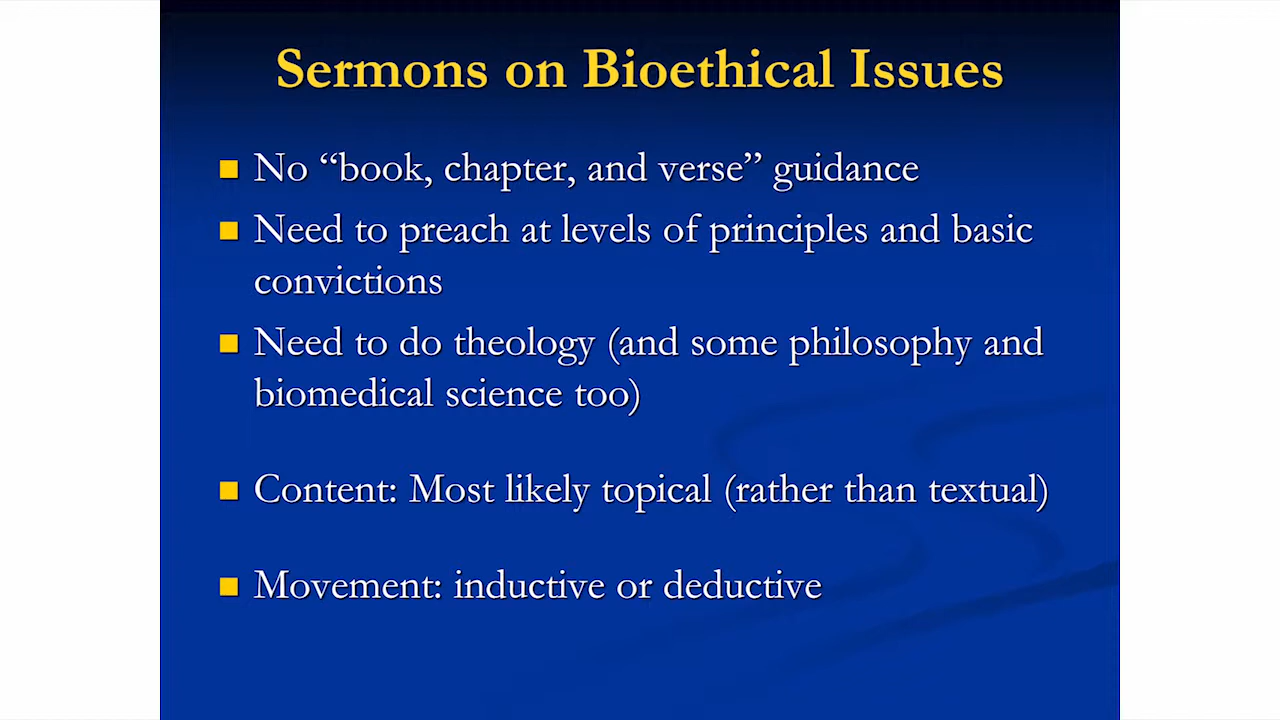 Sermons on Bioethical Issues
No “book, chapter, and verse” guidance
Need to preach at levels of principles and basic
convictions
Need to do theology (and some philosophy and
biomedical science too)
Content: Most likely topical (rather than textual)
Movement: inductive or deductive